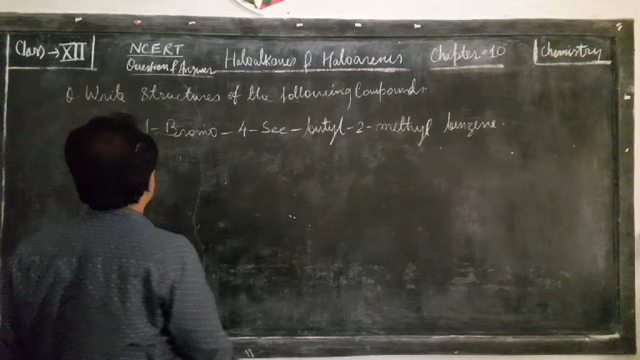 Class → XII NCERT Haloalkanes & Haloarenes Chapter-10 Chemistry
Question & Answer
Q. Write Structures of the following Compounds.
1-Bromo-4-Sec-butyl-2-methyl benzene.